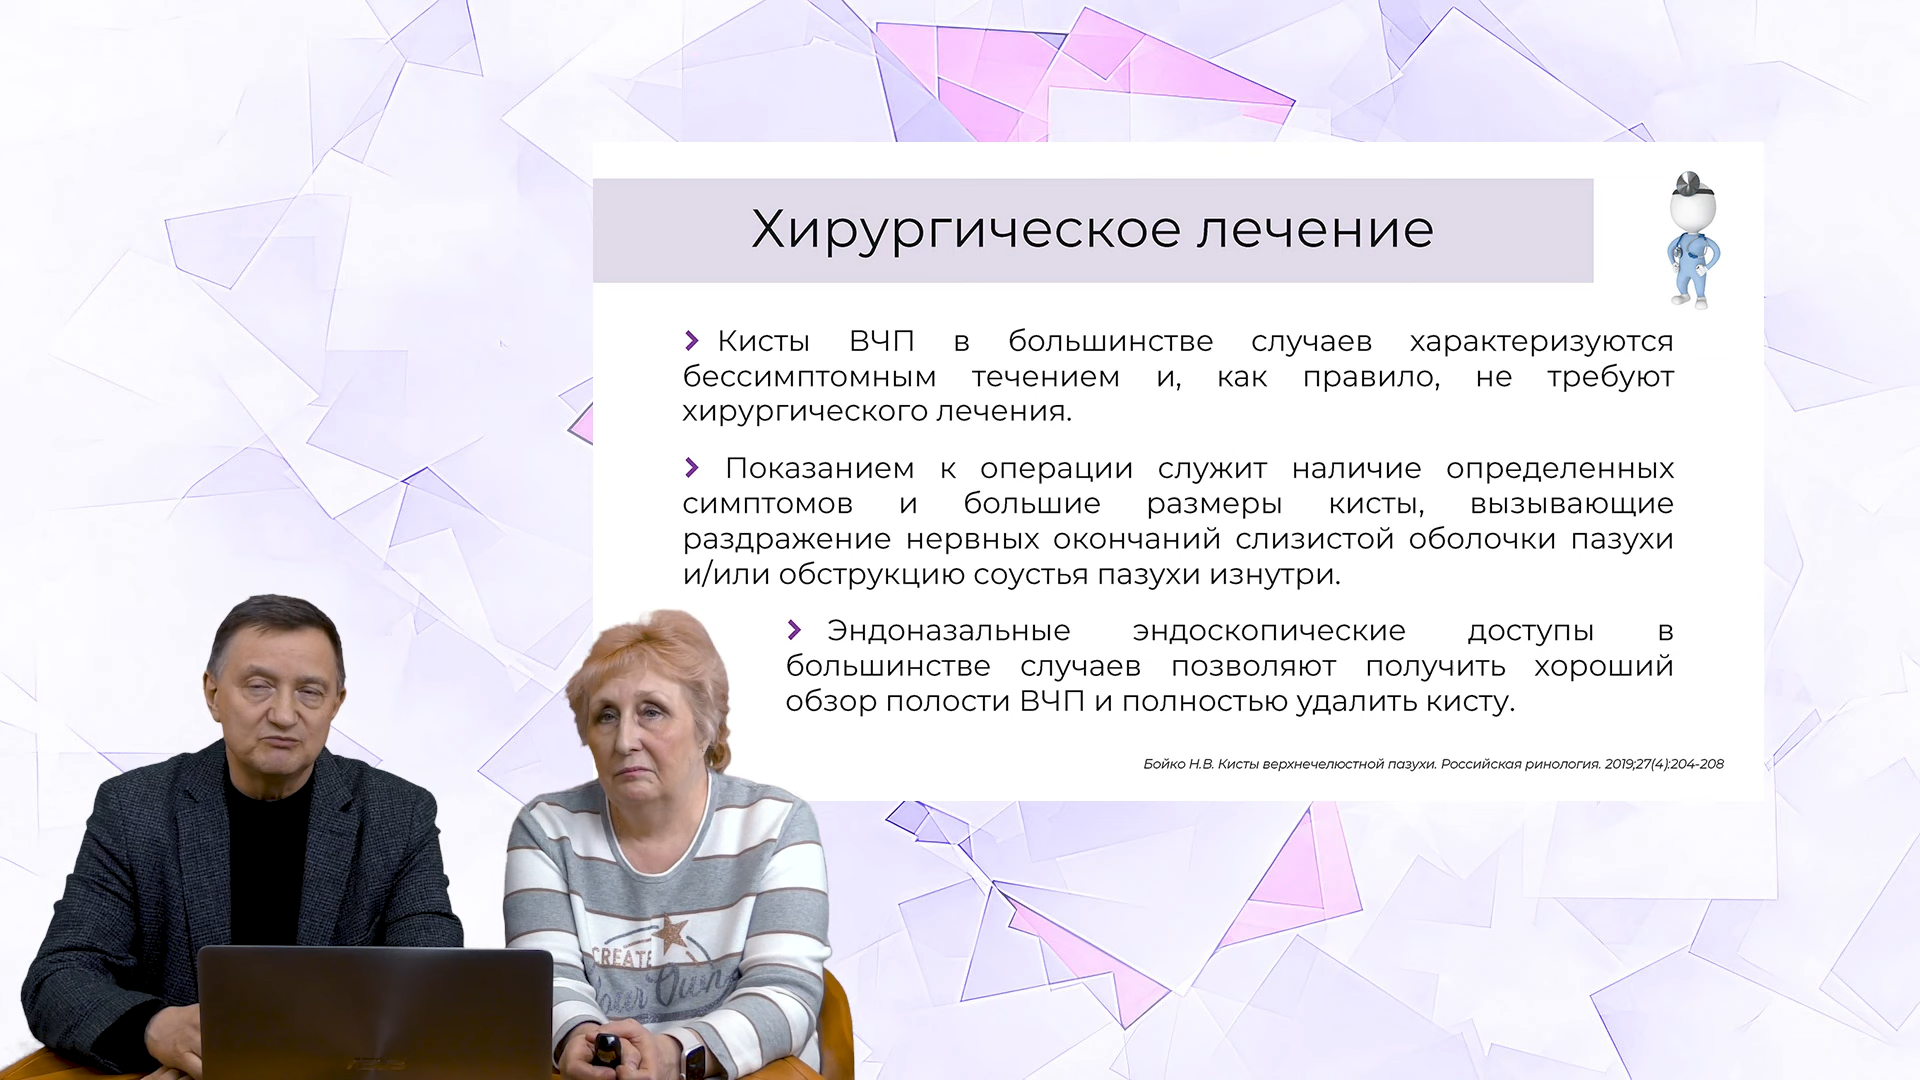 Хирургическое лечение
Кисты ВЧП в большинстве случаев характеризуются
бессимптомным течением и, как правило, не требуют
хирургического лечения.
Показанием к операции служит наличие определенных
симптомов и большие размеры кисты, вызывающие
раздражение нервных окончаний слизистой оболочки пазухи
и/или обструкцию соустья пазухи изнутри.
Эндоназальные эндоскопические доступы в
большинстве случаев позволяют получить хороший
обзор полости ВЧП и полностью удалить кисту.
Бойко Н.В. Кисты верхнечелюстной пазухи. Российская ринология. 2019;27(4):204-208
CREATE
Your Own